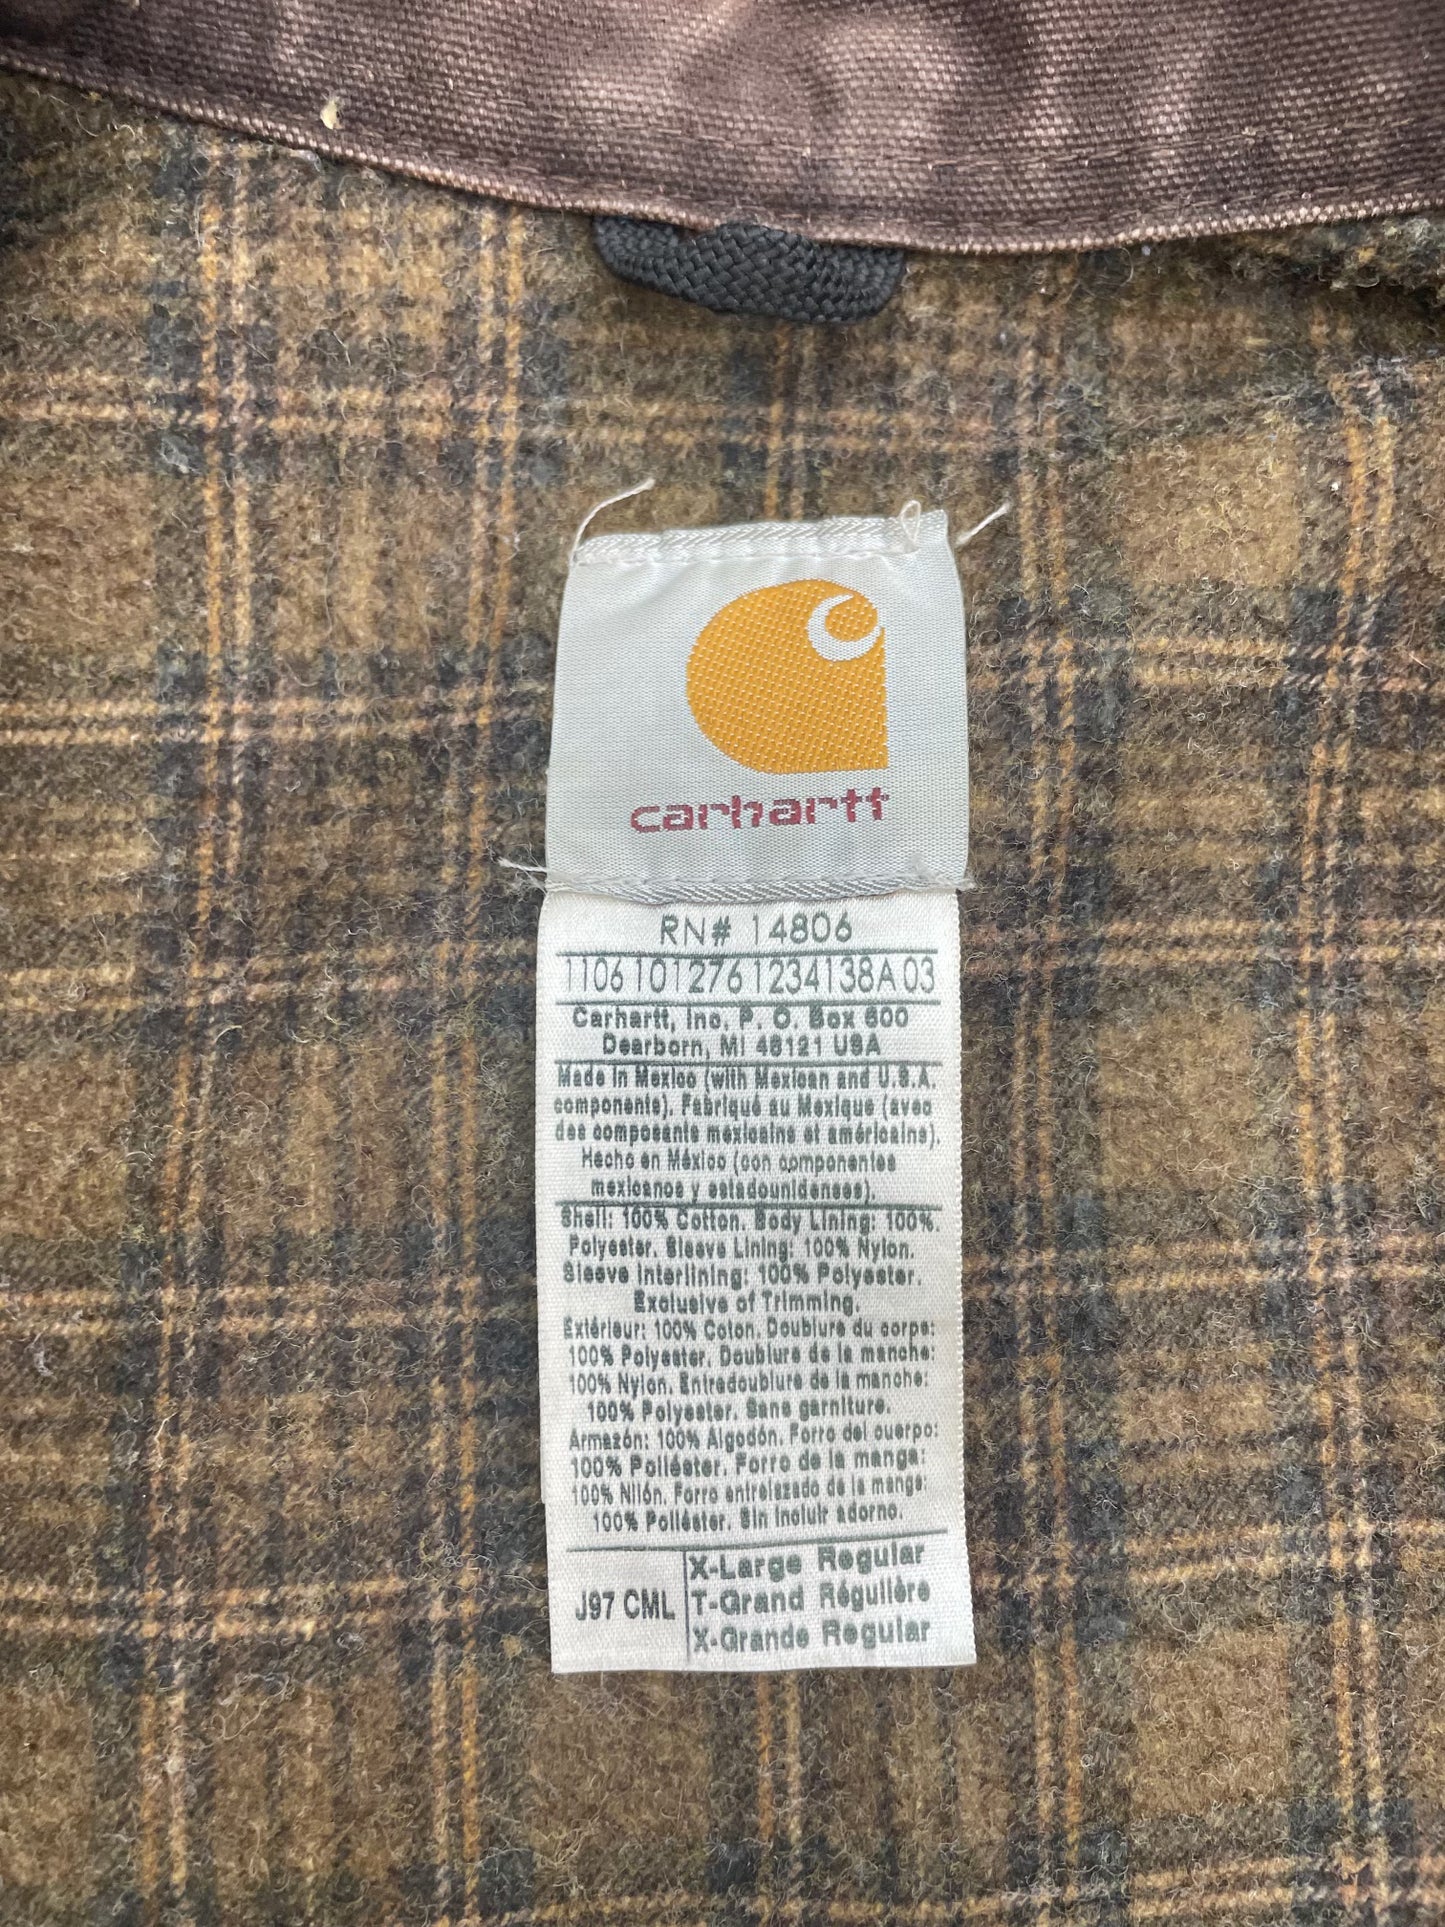 carhartt
RN# 14806
1106 101276 1234138A 03
Carhartt, Inc. P. O. Box 600
Dearborn, MI 48121 USA
Made in Mexico (with Mexican and U.S.A.
components). Fabriqué au Mexique (avec
des composants mexicains et américains).
Hecho en México (con componentes
mexicanos y estadounidenses).
Shell: 100% Cotton. Body Lining: 100%.
Polyester. Sleeve Lining: 100% Nylon.
Sleeve Interlining: 100% Polyester.
Exclusive of Trimming.
Extérieur: 100% Coton. Doublure du corps:
100% Polyester. Doublure de la manche:
100% Nylon. Entredoublure de la manche:
100% Polyester. Sans garniture.
Armazón: 100% Algodón. Forro del cuerpo:
100% Poliéster. Forro de la manga:
100% Nilón. Forro entrelazado de la manga:
100% Poliéster. Sin incluir adorno.
J97 CML
X-Large Regular
T-Grand Régulière
X-Grande Regular